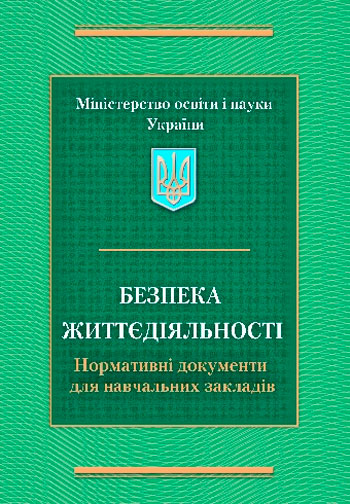 Міністерство освіти і науки
України
БЕЗПЕКА
ЖИТТЄДІЯЛЬНОСТІ
Нормативні документи
для навчальних закладів